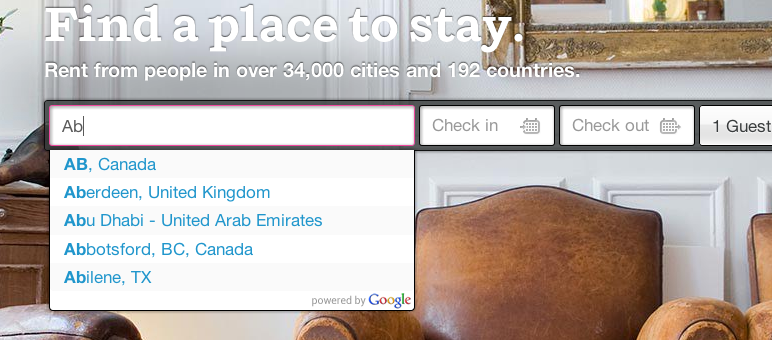 Find a place to stay.
Rent from people in over 34,000 cities and 192 countries.
Ab Check in Check out 1 Guest
AB, Canada
Aberdeen, United Kingdom
Abu Dhabi - United Arab Emirates
Abbotsford, BC, Canada
Abilene, TX
powered by Google